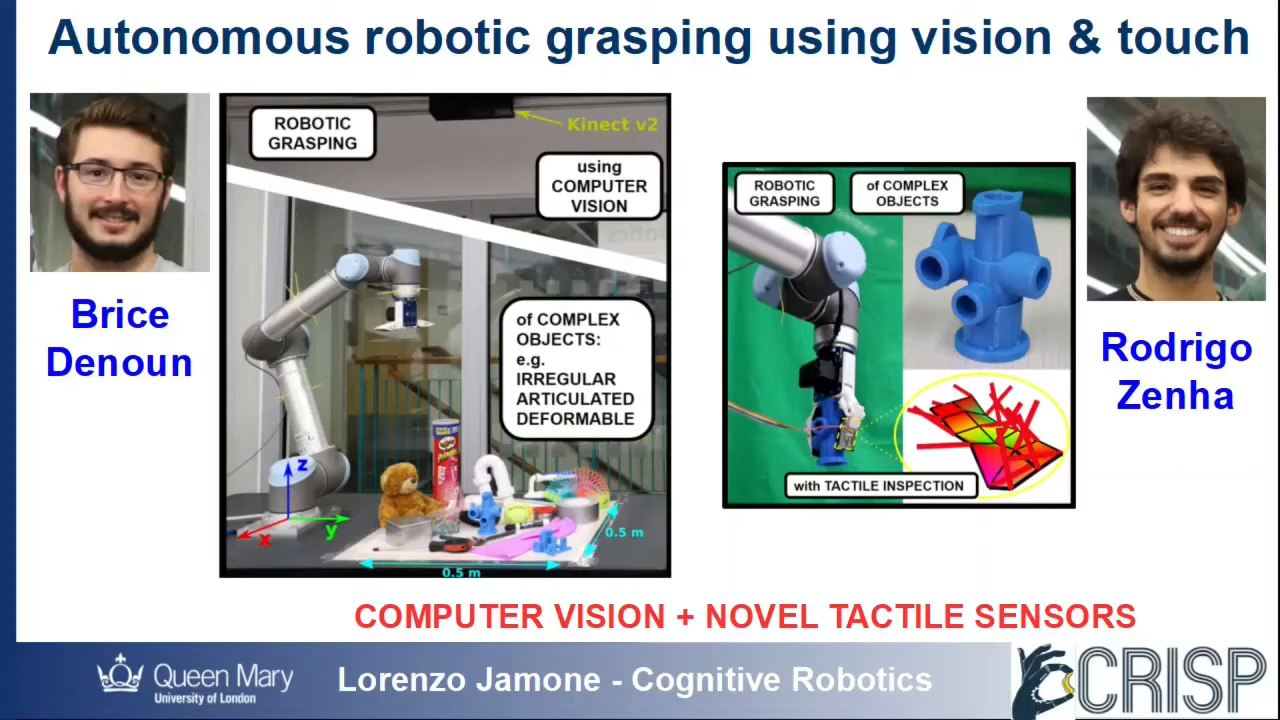 Autonomous robotic grasping using vision & touch
Brice
Denoun
ROBOTIC
GRASPING
Kinect v2
using
COMPUTER
VISION
of COMPLEX
OBJECTS:
e.g.
IRREGULAR
ARTICULATED
DEFORMABLE
Pringles
z
y
x
0.5 m
0.5 m
ROBOTIC
GRASPING
of COMPLEX
OBJECTS
with TACTILE INSPECTION
Rodrigo
Zenha
COMPUTER VISION + NOVEL TACTILE SENSORS
Queen Mary
University of London
Lorenzo Jamone - Cognitive Robotics
CRISP